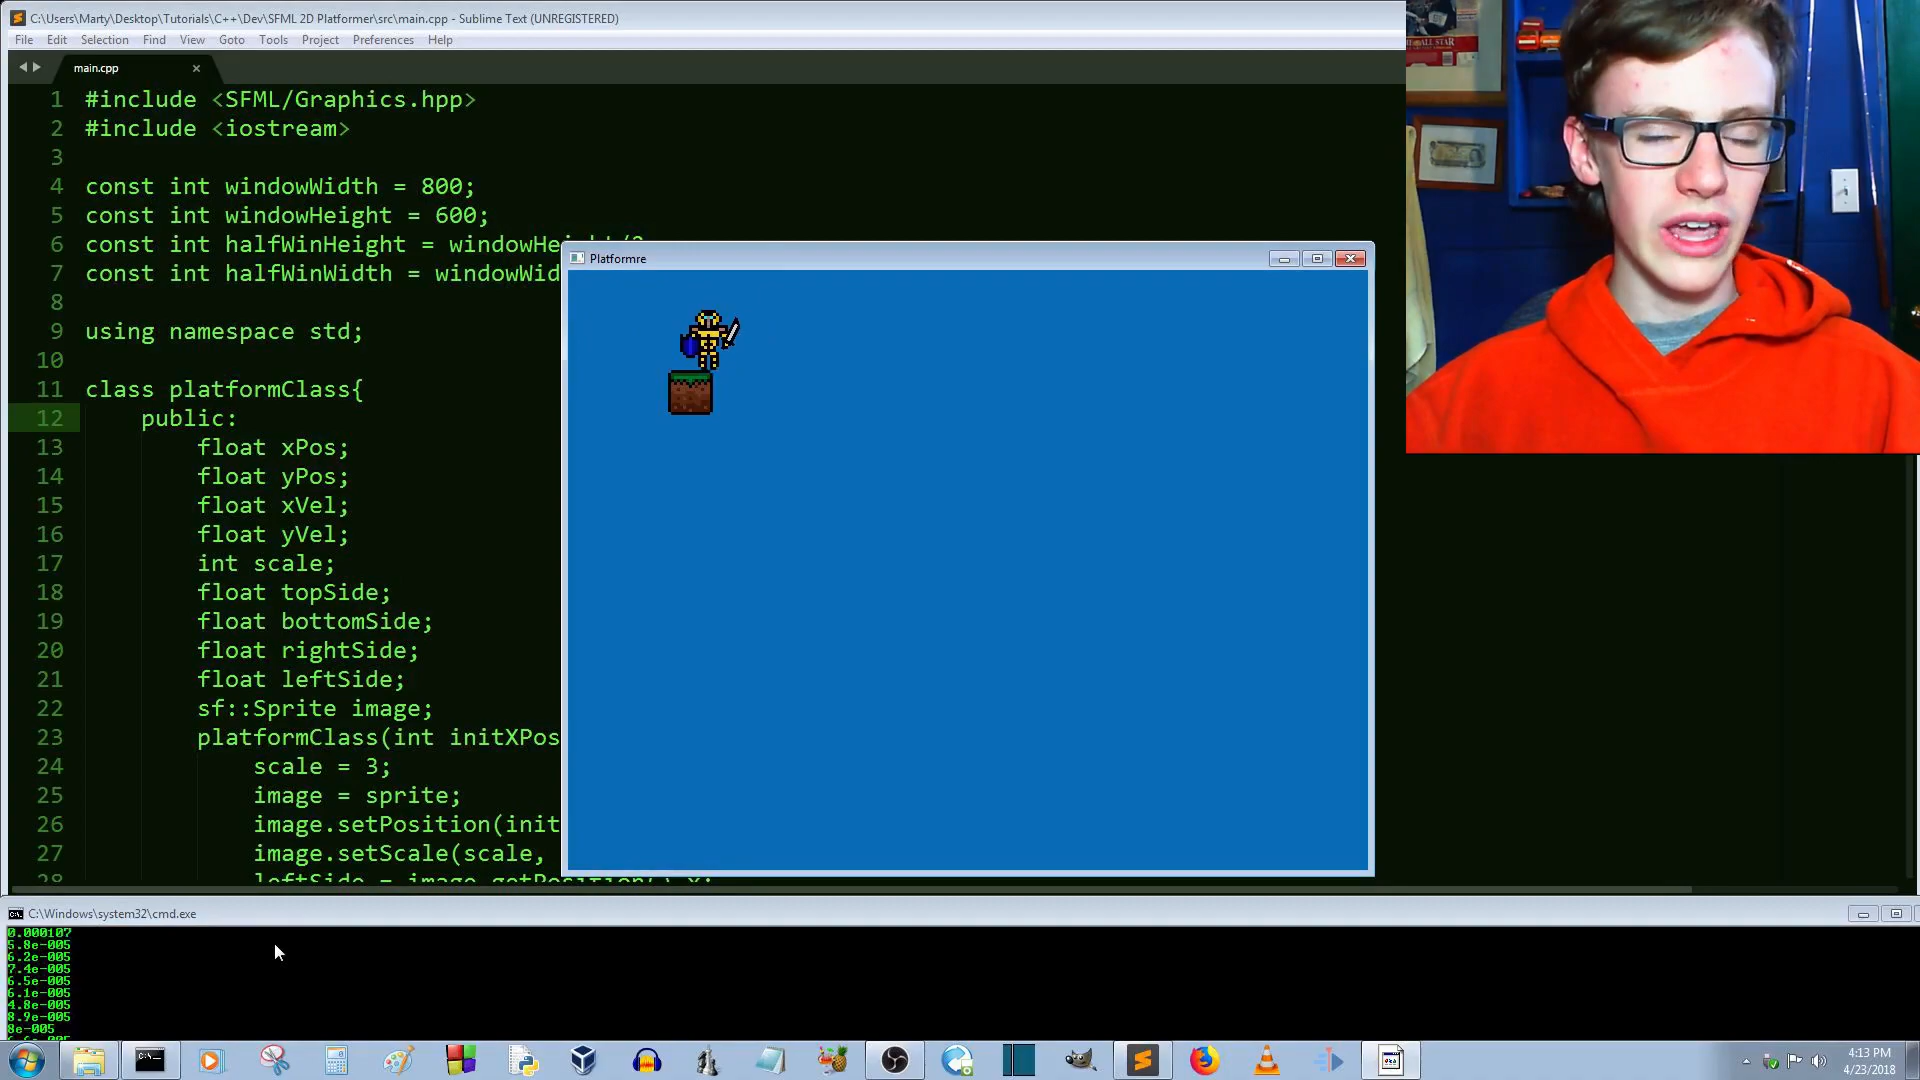 C:\Users\Marty\Desktop\Tutorials\C++\Dev\SFML 2D Platformer\src\main.cpp - Sublime Text (UNREGISTERED)
File Edit Selection Find View Goto Tools Project Preferences Help
main.cpp
1 #include <SFML/Graphics.hpp>
2 #include <iostream>
3
4 const int windowWidth = 800;
5 const int windowHeight = 600;
6 const int halfWinHeight = windowHei
7 const int halfWinWidth = windowWid
8
9 using namespace std;
10
11 class platformClass{
12 public:
13 float xPos;
14 float yPos;
15 float xVel;
16 float yVel;
17 int scale;
18 float topSide;
19 float bottomSide;
20 float rightSide;
21 float leftSide;
22 sf::Sprite image;
23 platformClass(int initXPos
24 scale = 3;
25 image = sprite;
26 image.setPosition(init
27 image.setScale(scale,
Platformre
ALL STAR
C:\Windows\system32\cmd.exe
0.000107
5.8e-005
6.2e-005
7.4e-005
6.5e-005
6.1e-005
4.8e-005
8.9e-005
8e-005
4:13 PM
4/23/2018